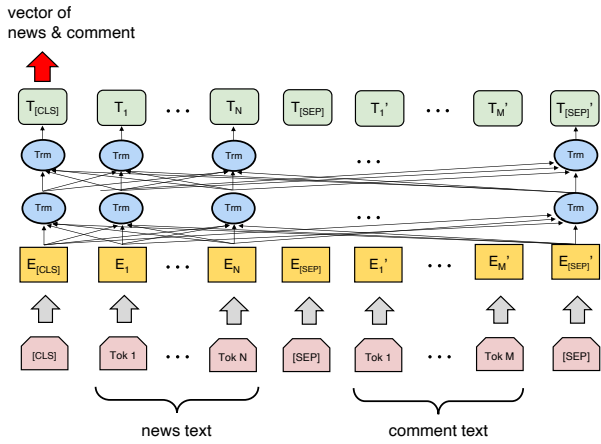 vector of
news & comment
T[CLS] T1 ... TN T[SEP] T1' ... TM' T[SEP]'
Trm Trm Trm ... Trm
Trm Trm Trm ... Trm
E[CLS] E1 ... EN E[SEP] E1' ... EM' E[SEP]'
[CLS] Tok 1 ... Tok N [SEP] Tok 1 ... Tok M [SEP]
news text comment text